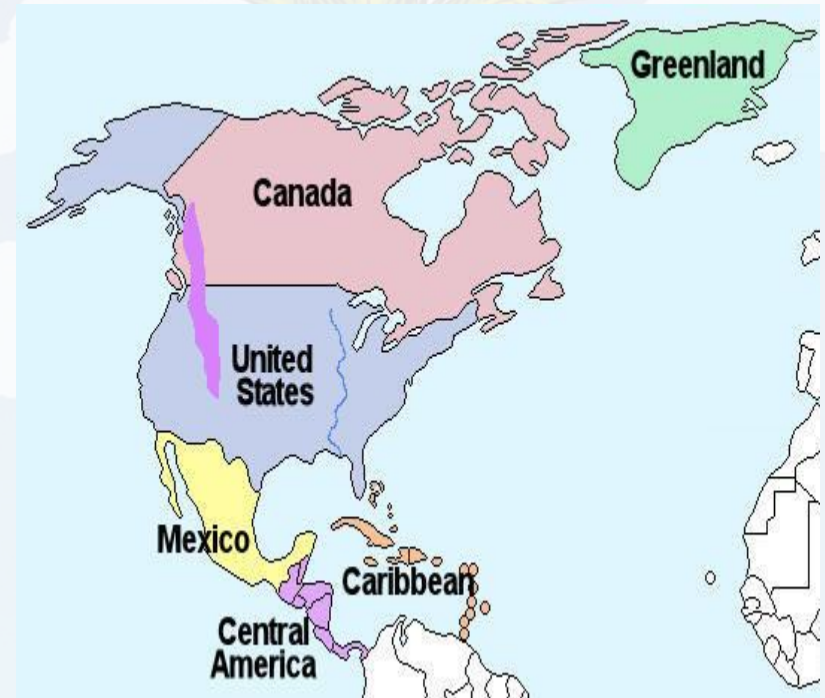 Greenland
Canada
United
States
Mexico
Caribbean
Central
America